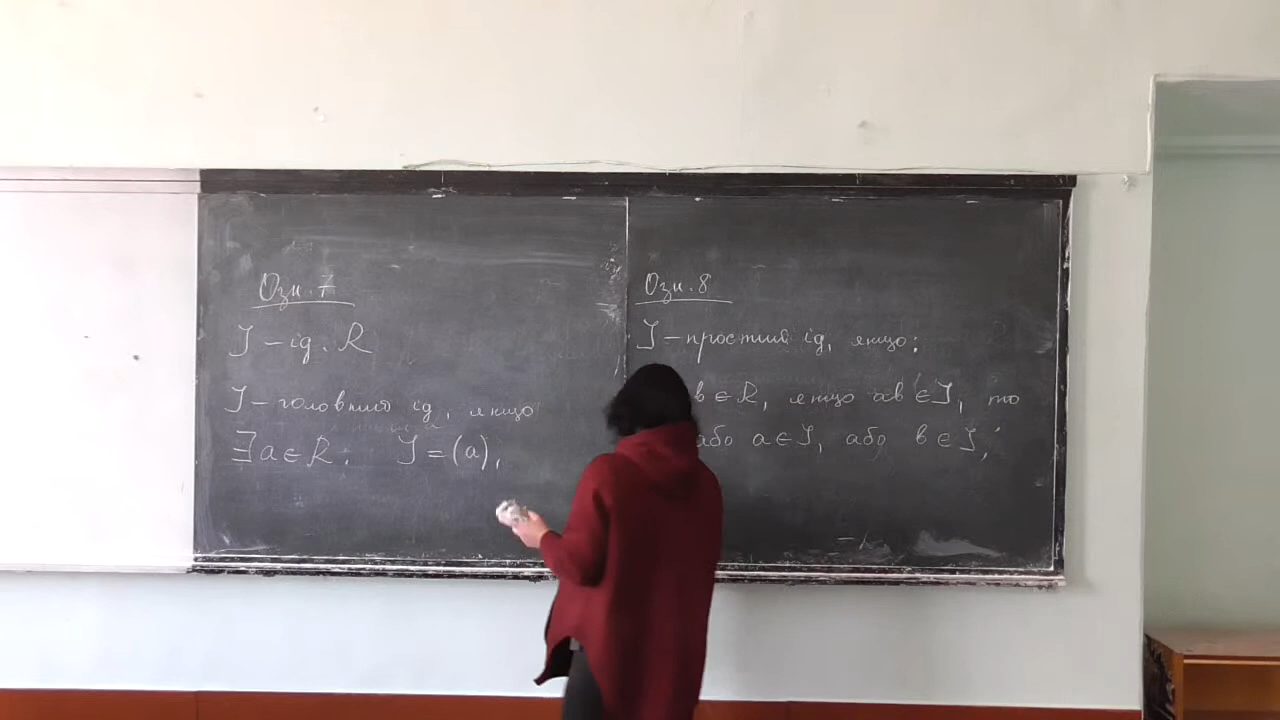 Озн. 7
J – ід. R
J – головний ід, якщо
∃ a ∈ R: J = (a),
Озн. 8
J – простий ід, якщо:
b ∈ R, якщо ab ∈ J, то
або a ∈ J, або b ∈ J;